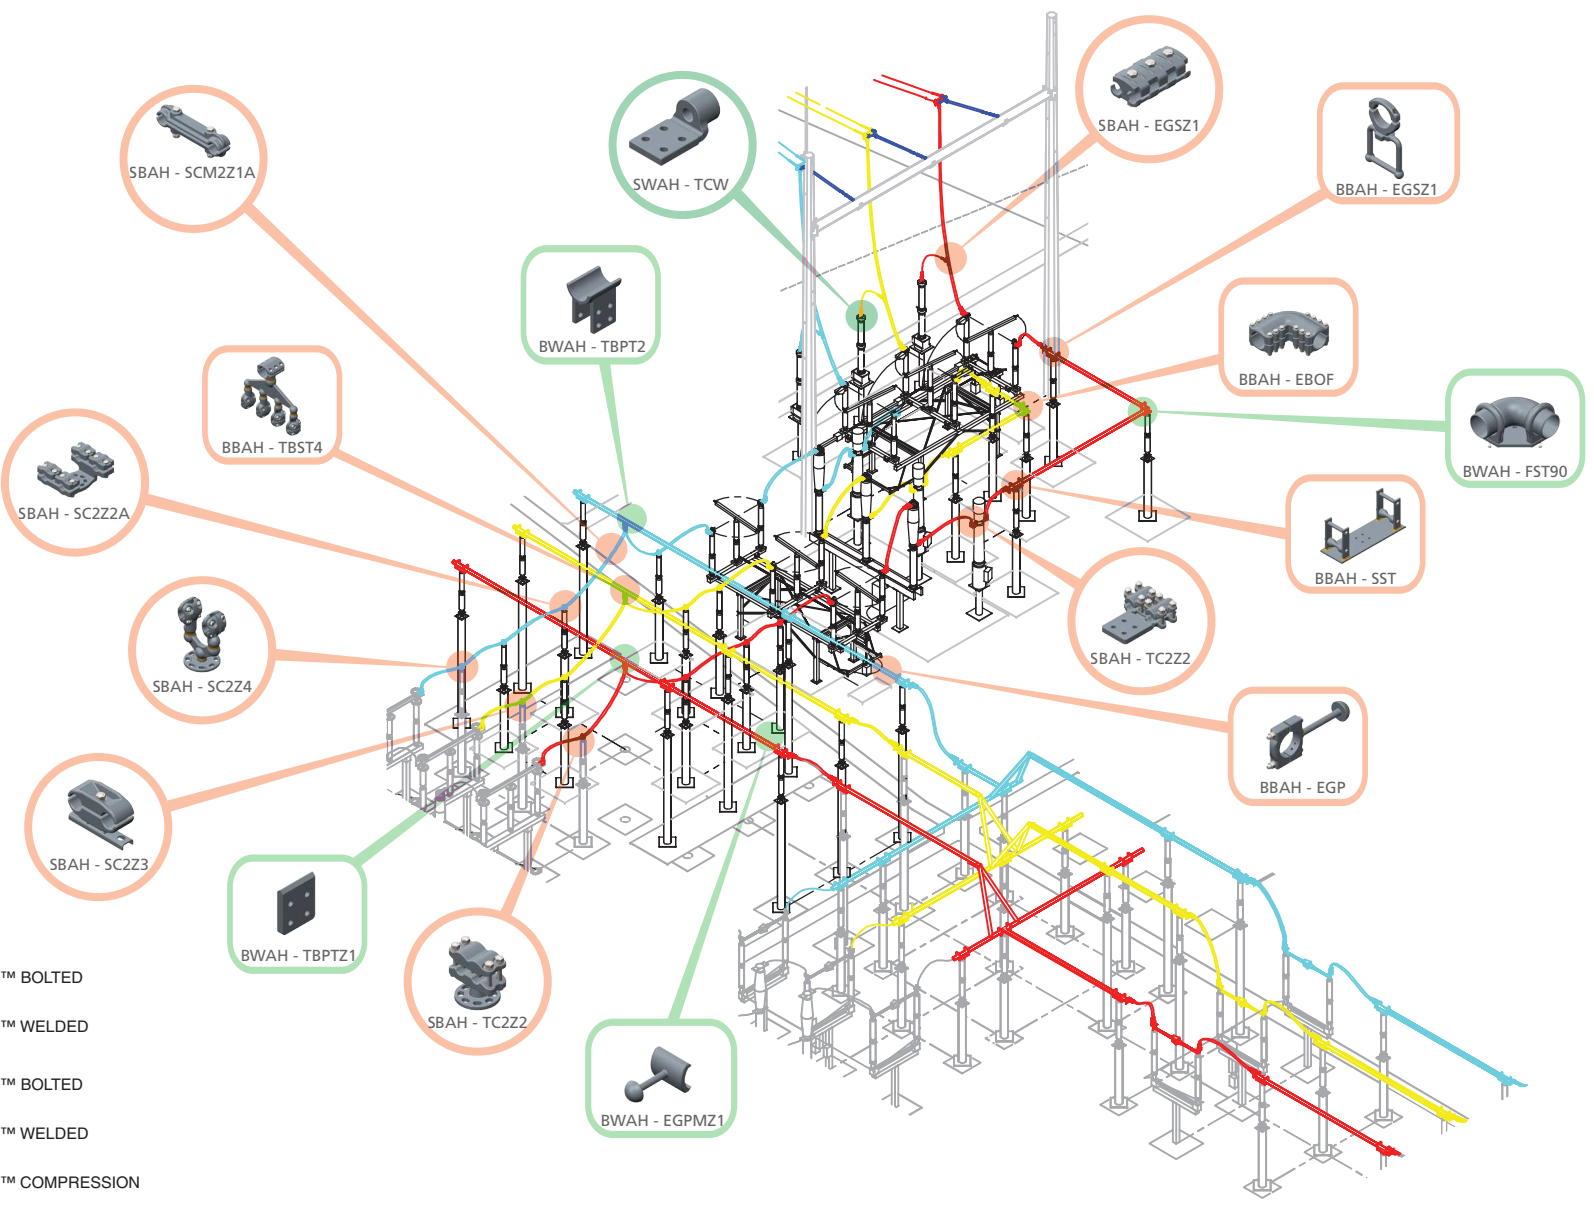 SBAH - EGSZ1
SBAH - SCM2Z1A
SWAH - TCW
BBAH - EGSZ1
BWAH - TBPT2
BBAH - EBOF
BBAH - TBST4
BWAH - FST90
SBAH - SC2Z2A
BBAH - SST
SBAH - TC2Z2
SBAH - SC2Z4
BBAH - EGP
SBAH - SC2Z3
BWAH - TBPTZ1
™ BOLTED
SBAH - TC2Z2
™ WELDED
™ BOLTED
BWAH - EGPMZ1
™ WELDED
™ COMPRESSION